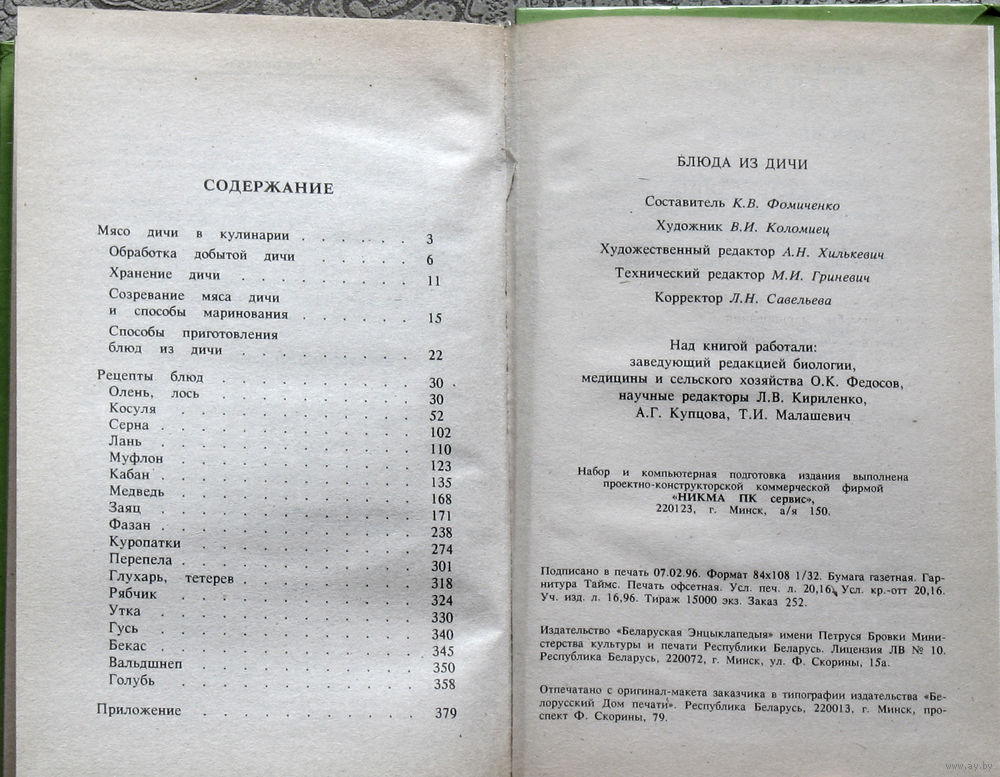 СОДЕРЖАНИЕ
Мясо дичи в кулинарии . . . . . . 3
Обработка добытой дичи . . . . . 6
Хранение дичи . . . . . . . . 11
Созревание мяса дичи
и способы маринования . . . . . . 15
Способы приготовления
блюд из дичи . . . . . . . . 22
Рецепты блюд . . . . . . . . . 30
Олень, лось . . . . . . . . . 30
Косуля . . . . . . . . . . 52
Серна . . . . . . . . . . . 102
Лань . . . . . . . . . . . 110
Муфлон . . . . . . . . . . 123
Кабан . . . . . . . . . . . 135
Медведь . . . . . . . . . . 168
Заяц . . . . . . . . . . . 171
Фазан . . . . . . . . . . . 238
Куропатки . . . . . . . . . 274
Перепела . . . . . . . . . . 301
Глухарь, тетерев . . . . . . . 318
Рябчик . . . . . . . . . . 324
Утка . . . . . . . . . . . 330
Гусь . . . . . . . . . . . 340
Бекас . . . . . . . . . . . 345
Вальдшнеп . . . . . . . . . 350
Голубь . . . . . . . . . . 358
Приложение . . . . . . . . . 379
БЛЮДА ИЗ ДИЧИ
Составитель К.В. Фомиченко
Художник В.И. Коломиец
Художественный редактор А.Н. Хилькевич
Технический редактор М.И. Гриневич
Корректор Л.Н. Савельева
Над книгой работали:
заведующий редакцией биологии,
медицины и сельского хозяйства О.К. Федосов,
научные редакторы Л.В. Кириленко,
А.Г. Купцова, Т.И. Малашевич
Набор и компьютерная подготовка издания выполнена
проектно-конструкторской коммерческой фирмой
«НИКМА ПК сервис»,
220123, г. Минск, а/я 150.
Подписано в печать 07.02.96. Формат 84х108 1/32. Бумага газетная. Гар-
нитура Таймс. Печать офсетная. Усл. печ. л. 20,16. Усл. кр.-отт 20,16.
Уч. изд. л. 16,96. Тираж 15000 экз. Заказ 252.
Издательство «Беларуская Энцыклапедыя» имени Петруся Бровки Мини-
стерства культуры и печати Республики Беларусь. Лицензия ЛВ № 10.
Республика Беларусь, 220072, г. Минск, ул. Ф. Скорины, 15а.
Отпечатано с оригинал-макета заказчика в типографии издательства «Бе-
лорусский Дом печати». Республика Беларусь, 220013, г. Минск, про-
спект Ф. Скорины, 79.
www.ay.by